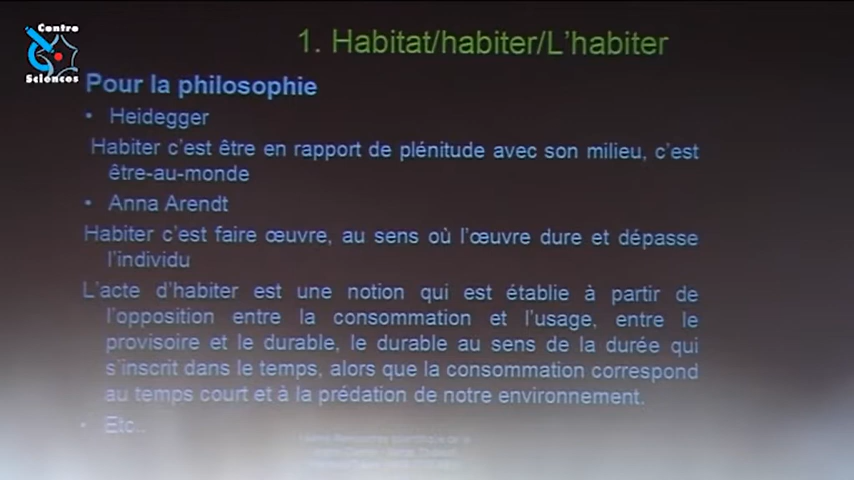 Centre
Sciences
1. Habitat/habiter/L'habiter
Pour la philosophie
• Heidegger
Habiter c'est être en rapport de plénitude avec son milieu, c'est
être-au-monde
• Anna Arendt
Habiter c'est faire œuvre, au sens où l'œuvre dure et dépasse
l'individu
L'acte d'habiter est une notion qui est établie à partir de
l'opposition entre la consommation et l'usage, entre le
provisoire et le durable, le durable au sens de la durée qui
s'inscrit dans le temps, alors que la consommation correspond
au temps court et à la prédation de notre environnement.
• Etc..